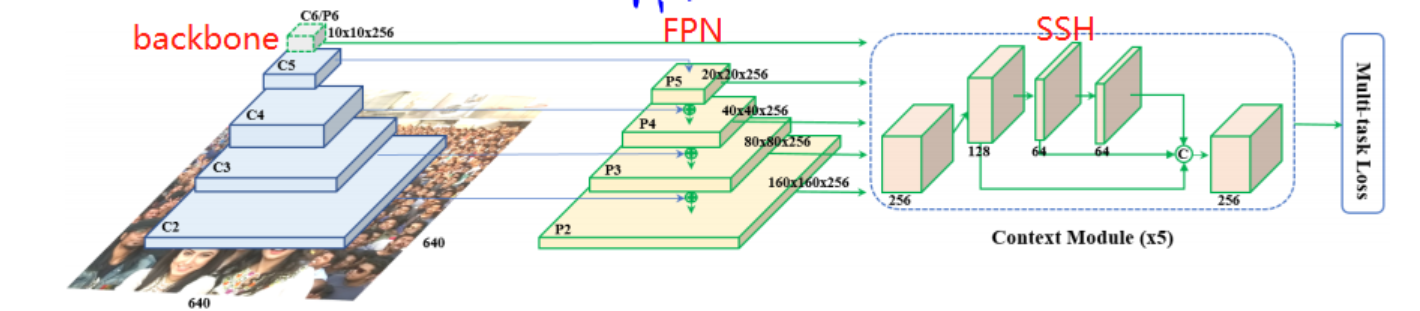 C6/P6
10x10x256
backbone
FPN
SSH
C5
C4
C3
C2
640
640
P5
20x20x256
P4
40x40x256
P3
80x80x256
P2
160x160x256
256
128
64
64
C
256
Context Module (x5)
Multi-task Loss